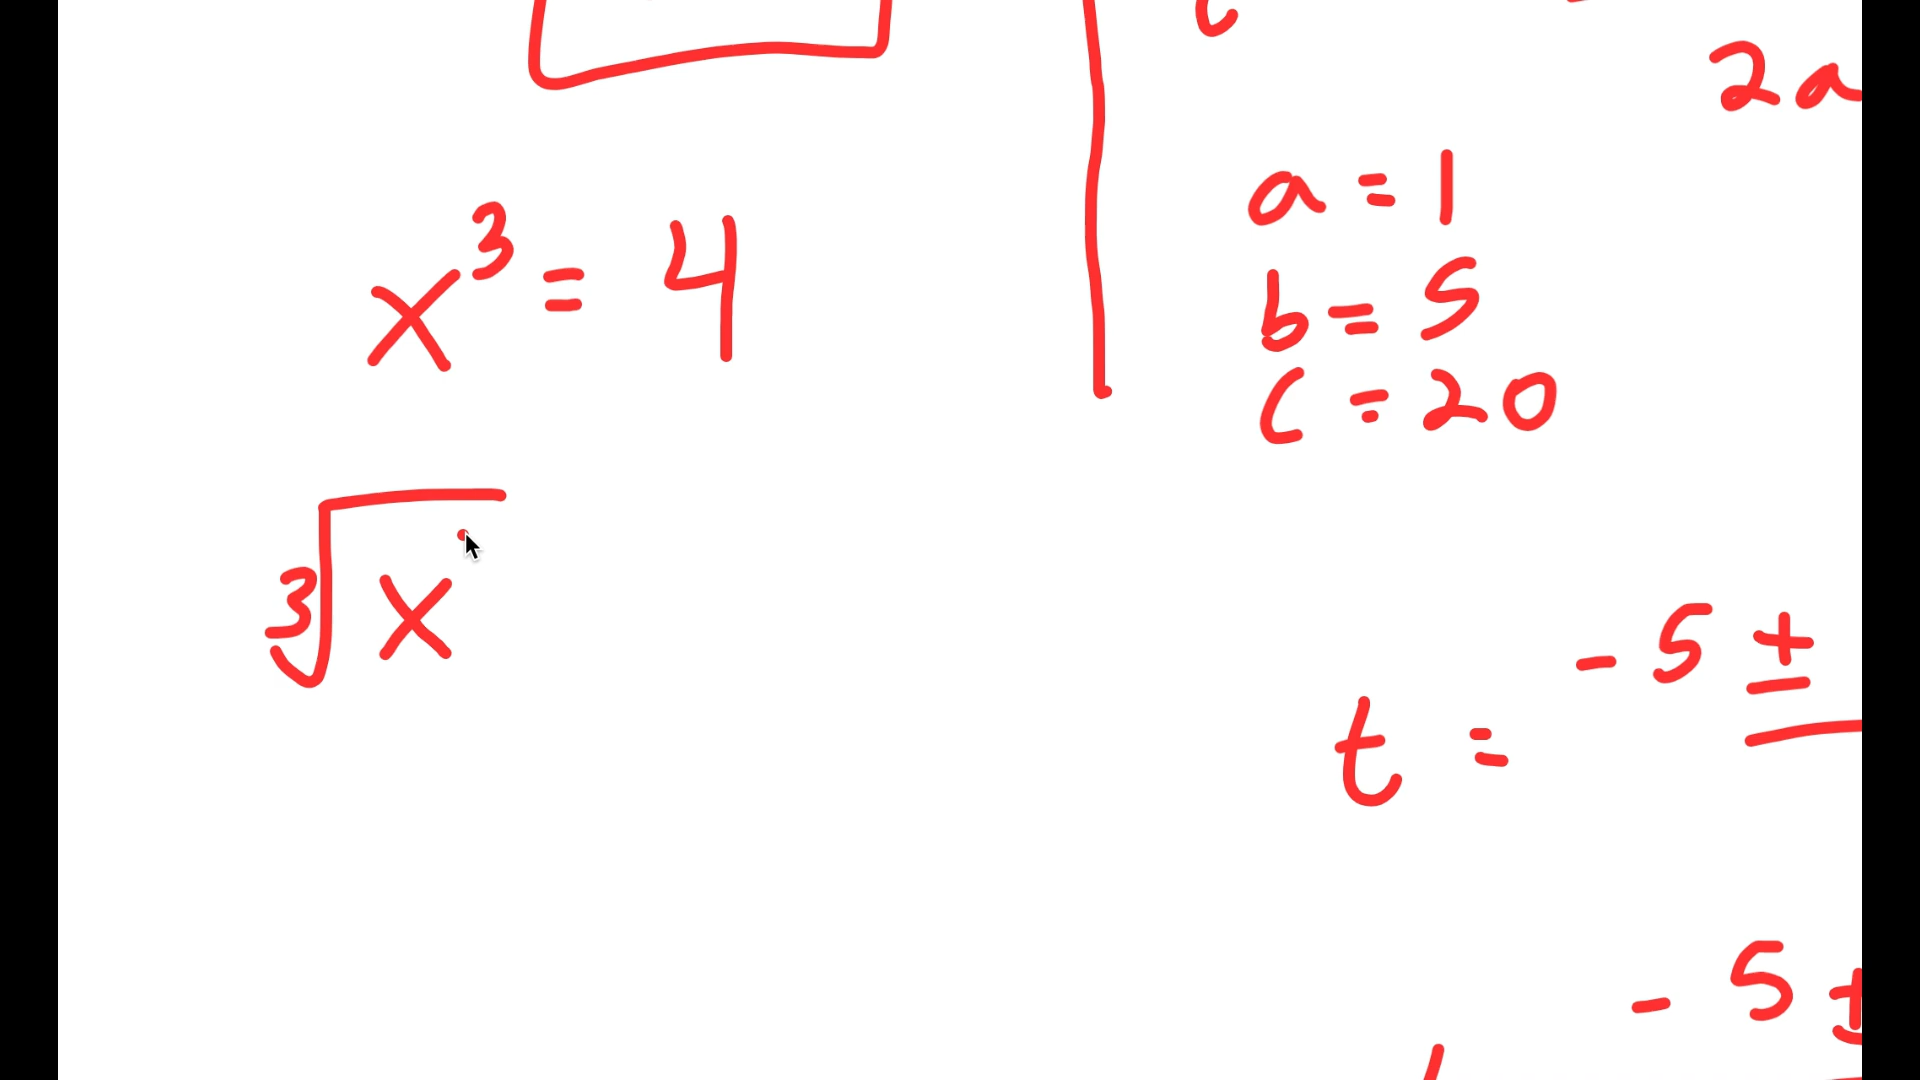 x³ = 4
∛x
2a
a = 1
b = 5
c = 20
t = -5 ±
-5 ±